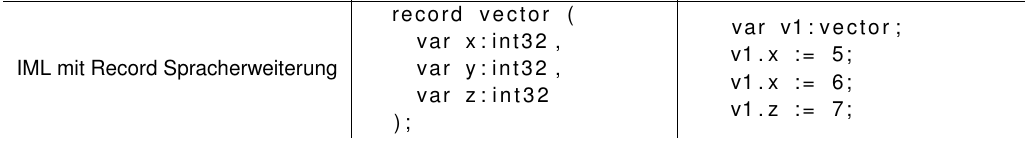 IML mit Record Spracherweiterung
record vector (
var x:int32,
var y:int32,
var z:int32
);
var v1:vector;
v1.x := 5;
v1.x := 6;
v1.z := 7;